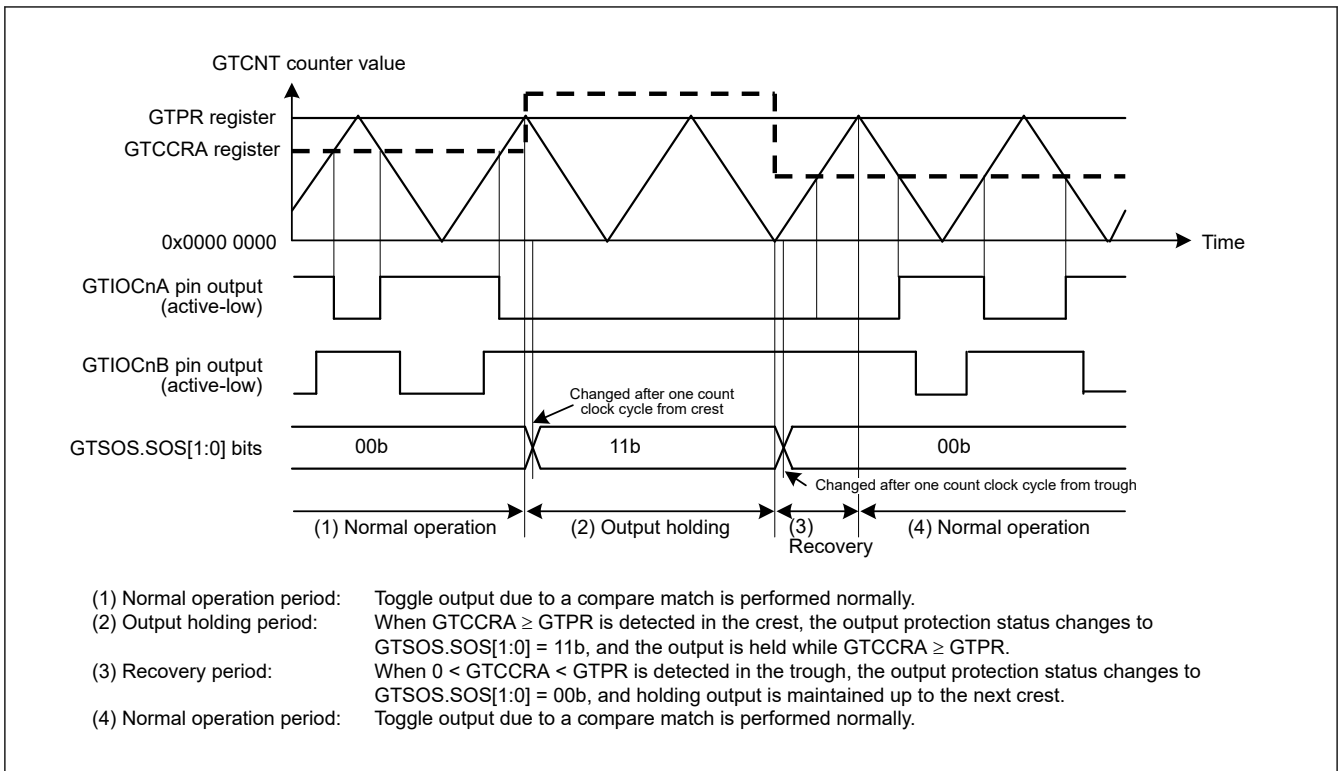 GTCNT counter value
GTPR register
GTCCRA register
0x0000 0000
Time
GTIOCnA pin output
(active-low)
GTIOCnB pin output
(active-low)
Changed after one count
clock cycle from crest
GTSOS.SOS[1:0] bits
00b
11b
00b
Changed after one count clock cycle from trough
(1) Normal operation
(2) Output holding
(3)
Recovery
(4) Normal operation
(1) Normal operation period: Toggle output due to a compare match is performed normally.
(2) Output holding period: When GTCCRA ≥ GTPR is detected in the crest, the output protection status changes to
GTSOS.SOS[1:0] = 11b, and the output is held while GTCCRA ≥ GTPR.
(3) Recovery period: When 0 < GTCCRA < GTPR is detected in the trough, the output protection status changes to
GTSOS.SOS[1:0] = 00b, and holding output is maintained up to the next crest.
(4) Normal operation period: Toggle output due to a compare match is performed normally.